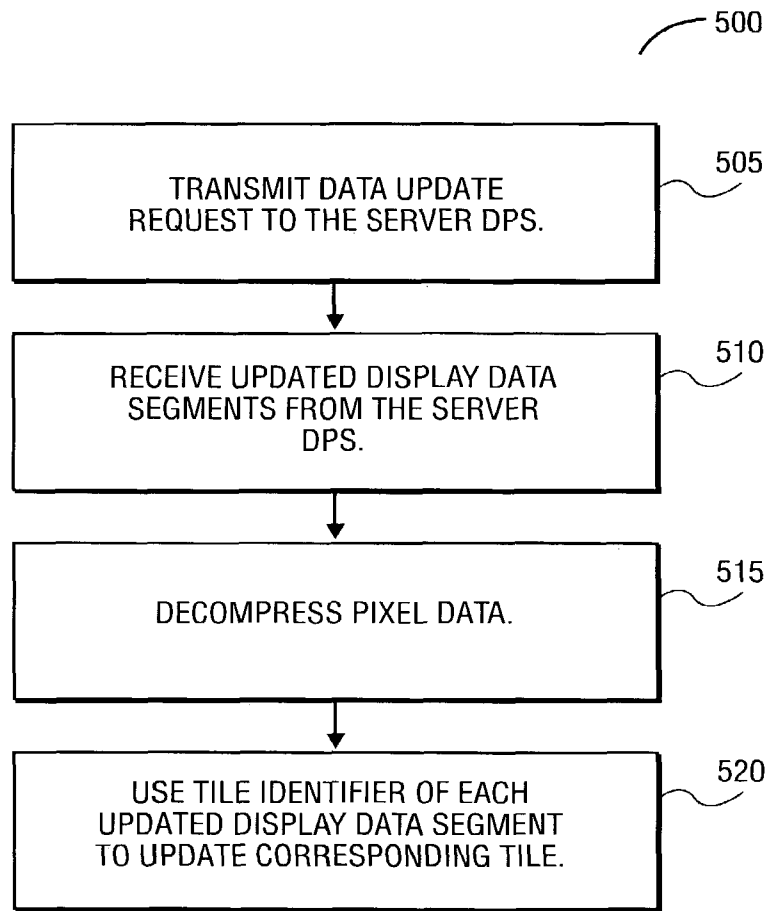 500
505
TRANSMIT DATA UPDATE
REQUEST TO THE SERVER DPS.
510
RECEIVE UPDATED DISPLAY DATA
SEGMENTS FROM THE SERVER
DPS.
515
DECOMPRESS PIXEL DATA.
520
USE TILE IDENTIFIER OF EACH
UPDATED DISPLAY DATA SEGMENT
TO UPDATE CORRESPONDING TILE.